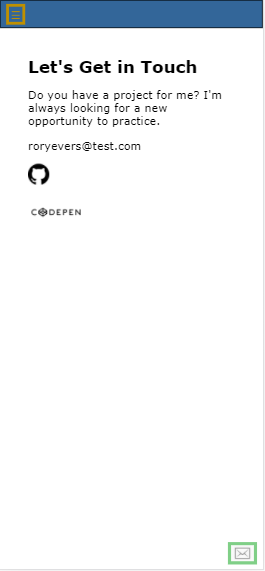 Let's Get in Touch
Do you have a project for me? I'm
always looking for a new
opportunity to practice.
roryevers@test.com
CODEPEN